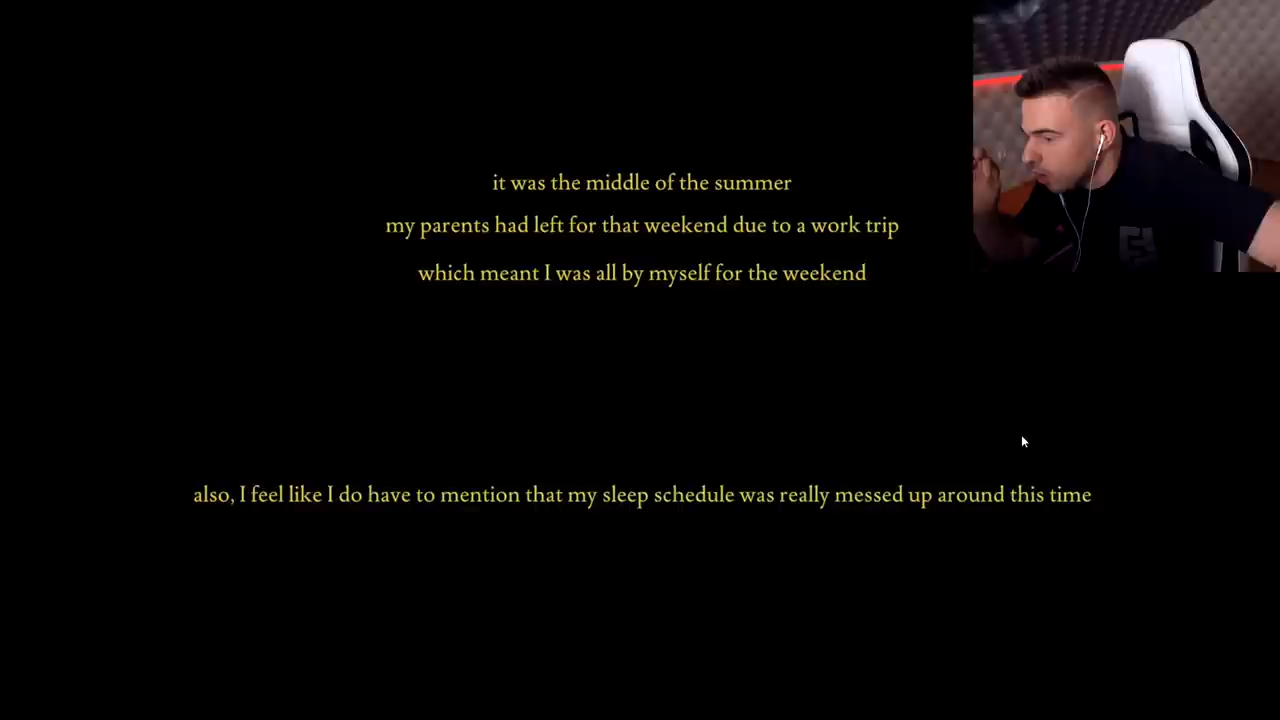 it was the middle of the summer
my parents had left for that weekend due to a work trip
which meant I was all by myself for the weekend
also, I feel like I do have to mention that my sleep schedule was really messed up around this time